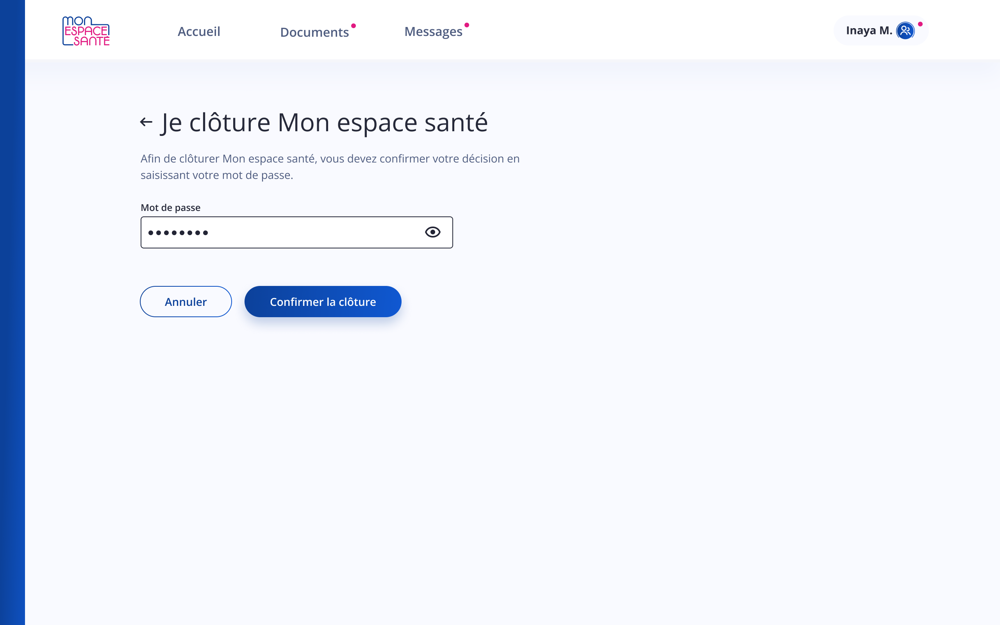 mon
ESPACE
SANTÉ
Accueil
Documents
Messages
Inaya M.
Je clôture Mon espace santé
Afin de clôturer Mon espace santé, vous devez confirmer votre décision en
saisissant votre mot de passe.
Mot de passe
Annuler
Confirmer la clôture